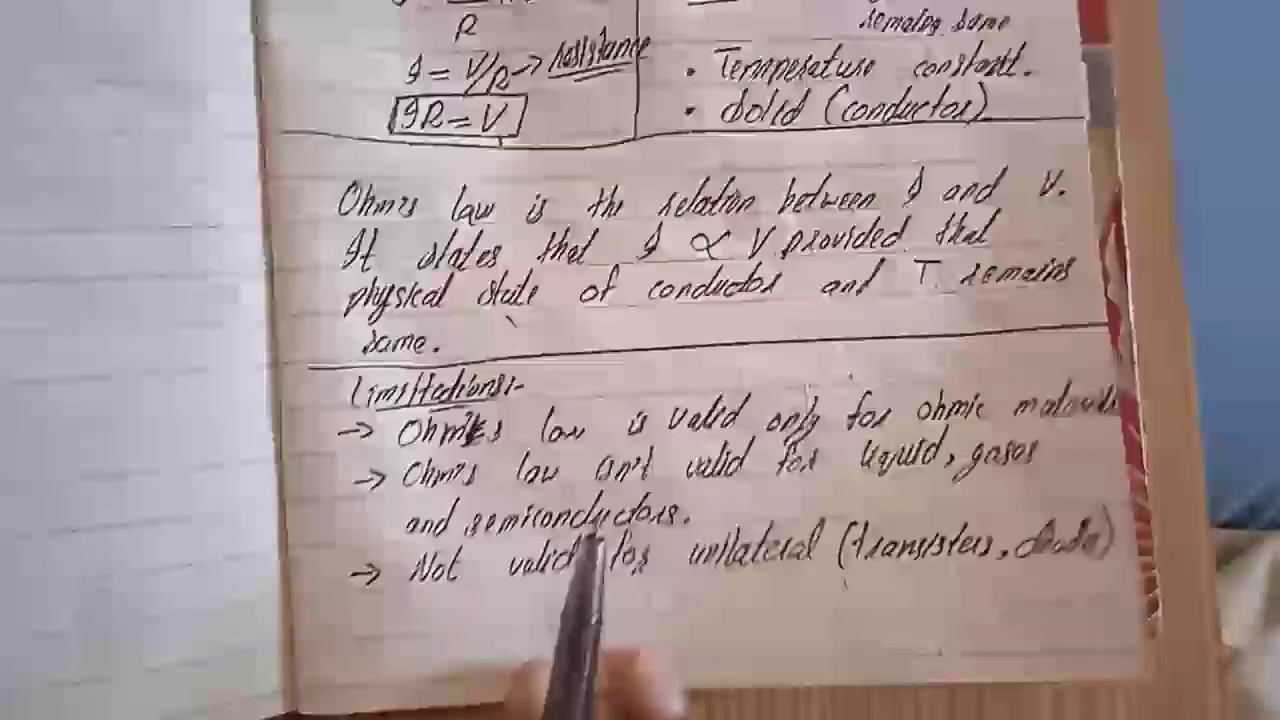 R
I = V/R → resistance
IR = V
remains same
• Temperature constant.
• Solid (conductor)
Ohm's law is the relation between I and V.
It states that I ∝ V provided that
physical state of conductor and T remains
same.
Limitations:-
→ Ohm's law is valid only for ohmic materials
→ Ohm's law isn't valid for liquid, gases
and semiconductors.
→ Not valid for unilateral (transisters, diode)